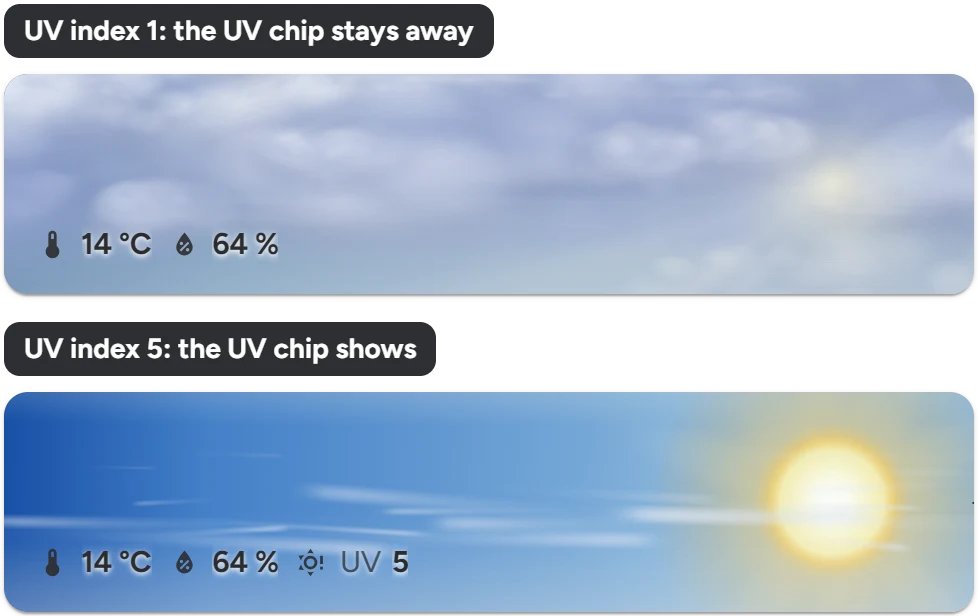 UV index 1: the UV chip stays away
14 °C 64 %
UV index 5: the UV chip shows
14 °C 64 % UV 5